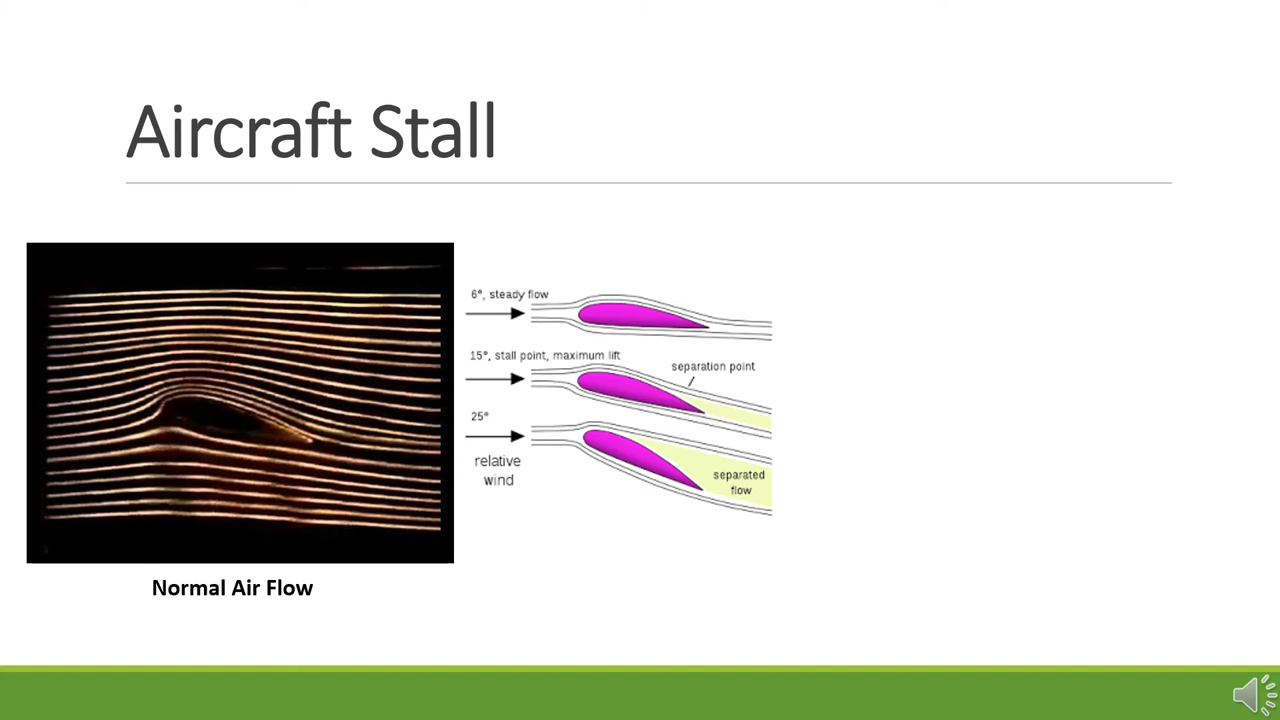 Aircraft Stall
6°, steady flow
15°, stall point, maximum lift
separation point
25°
relative
wind
separated
flow
Normal Air Flow